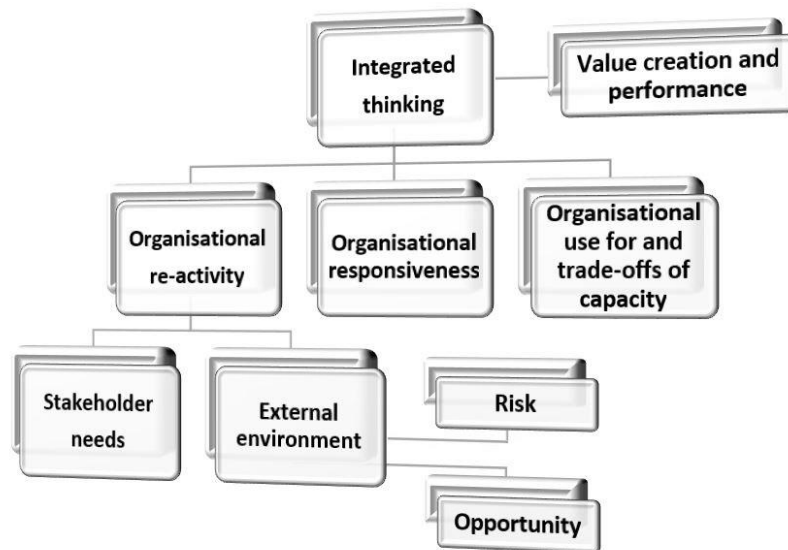 Integrated
thinking
Value creation and
performance
Organisational
re-activity
Organisational
responsiveness
Organisational
use for and
trade-offs of
capacity
Stakeholder
needs
External
environment
Risk
Opportunity